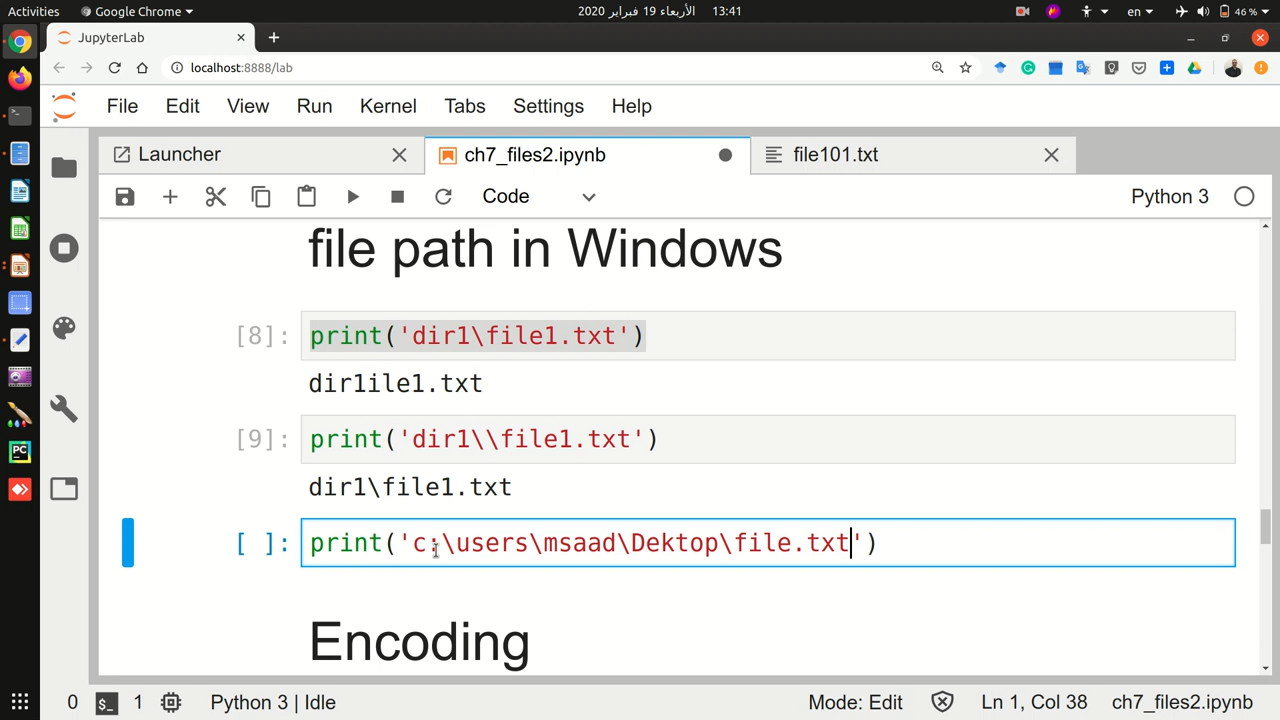 Activities Google Chrome الأربعاء 19 فبراير 2020 13:41 en 46 %
JupyterLab
localhost:8888/lab
File Edit View Run Kernel Tabs Settings Help
Launcher ch7_files2.ipynb file101.txt
Code Python 3
file path in Windows
[8]: print('dir1\file1.txt')
dir1ile1.txt
[9]: print('dir1\\file1.txt')
dir1\file1.txt
[ ]: print('c:\users\msaad\Dektop\file.txt')
Encoding
PC
0 $_ 1 Python 3 | Idle Mode: Edit Ln 1, Col 38 ch7_files2.ipynb